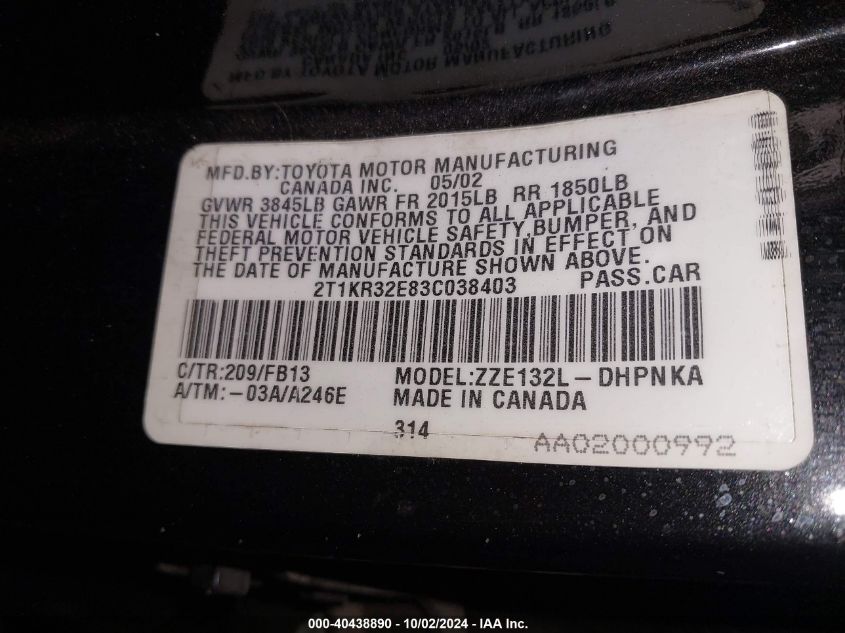 MFD.BY:TOYOTA MOTOR MANUFACTURING
CANADA INC. 05/02
GVWR 3845LB GAWR FR 2015LB RR 1850LB
THIS VEHICLE CONFORMS TO ALL APPLICABLE
FEDERAL MOTOR VEHICLE SAFETY,BUMPER, AND
THEFT PREVENTION STANDARDS IN EFFECT ON
THE DATE OF MANUFACTURE SHOWN ABOVE.
2T1KR32E83C038403 PASS.CAR
C/TR:209/FB13 MODEL:ZZE132L-DHPNKA
A/TM:-03A/A246E MADE IN CANADA
314 AA02000992
000-40438890 - 10/02/2024 - IAA Inc.